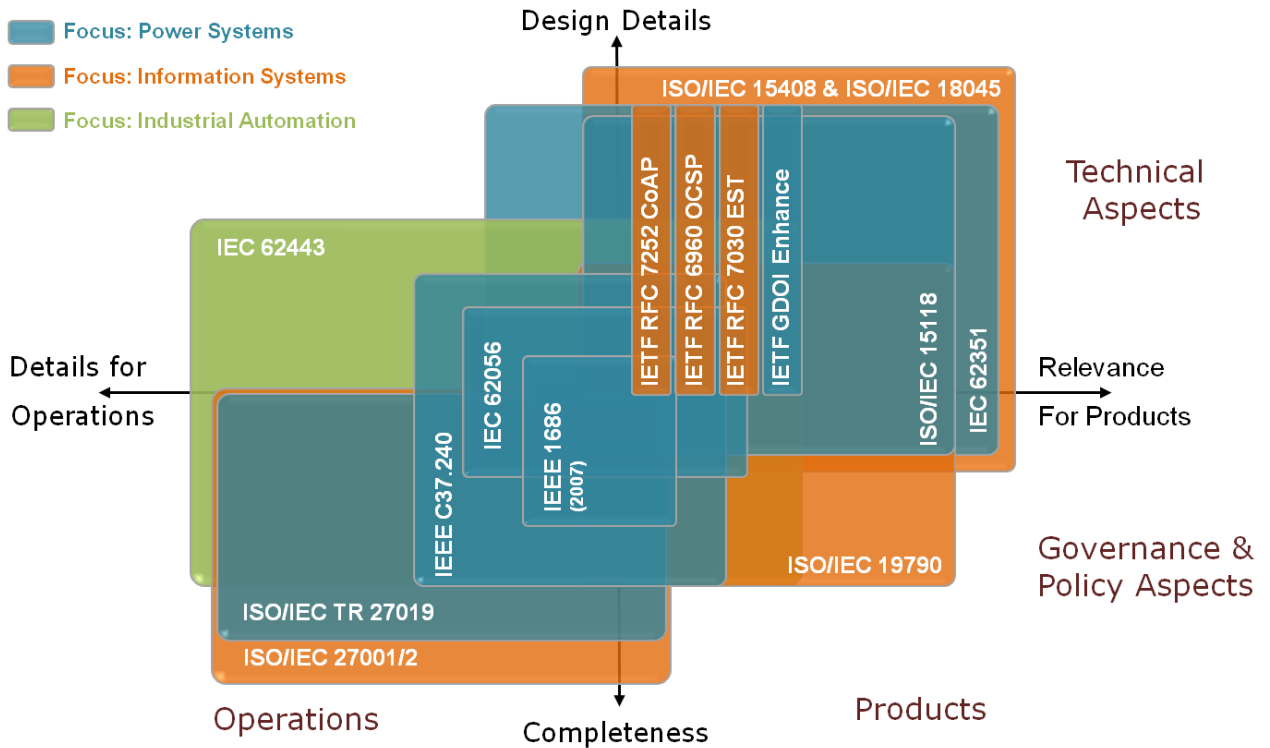 Design Details
Focus: Power Systems
Focus: Information Systems
Focus: Industrial Automation
ISO/IEC 15408 & ISO/IEC 18045
Technical
Aspects
IETF RFC 7252 CoAP
IETF RFC 6960 OCSP
IETF RFC 7030 EST
IETF GDOI Enhance
IEC 62443
ISO/IEC 15118
IEC 62351
Details for
Operations
Relevance
For Products
IEC 62056
IEEE 1686
(2007)
IEEE C37.240
ISO/IEC 19790
Governance &
Policy Aspects
ISO/IEC TR 27019
ISO/IEC 27001/2
Operations
Completeness
Products